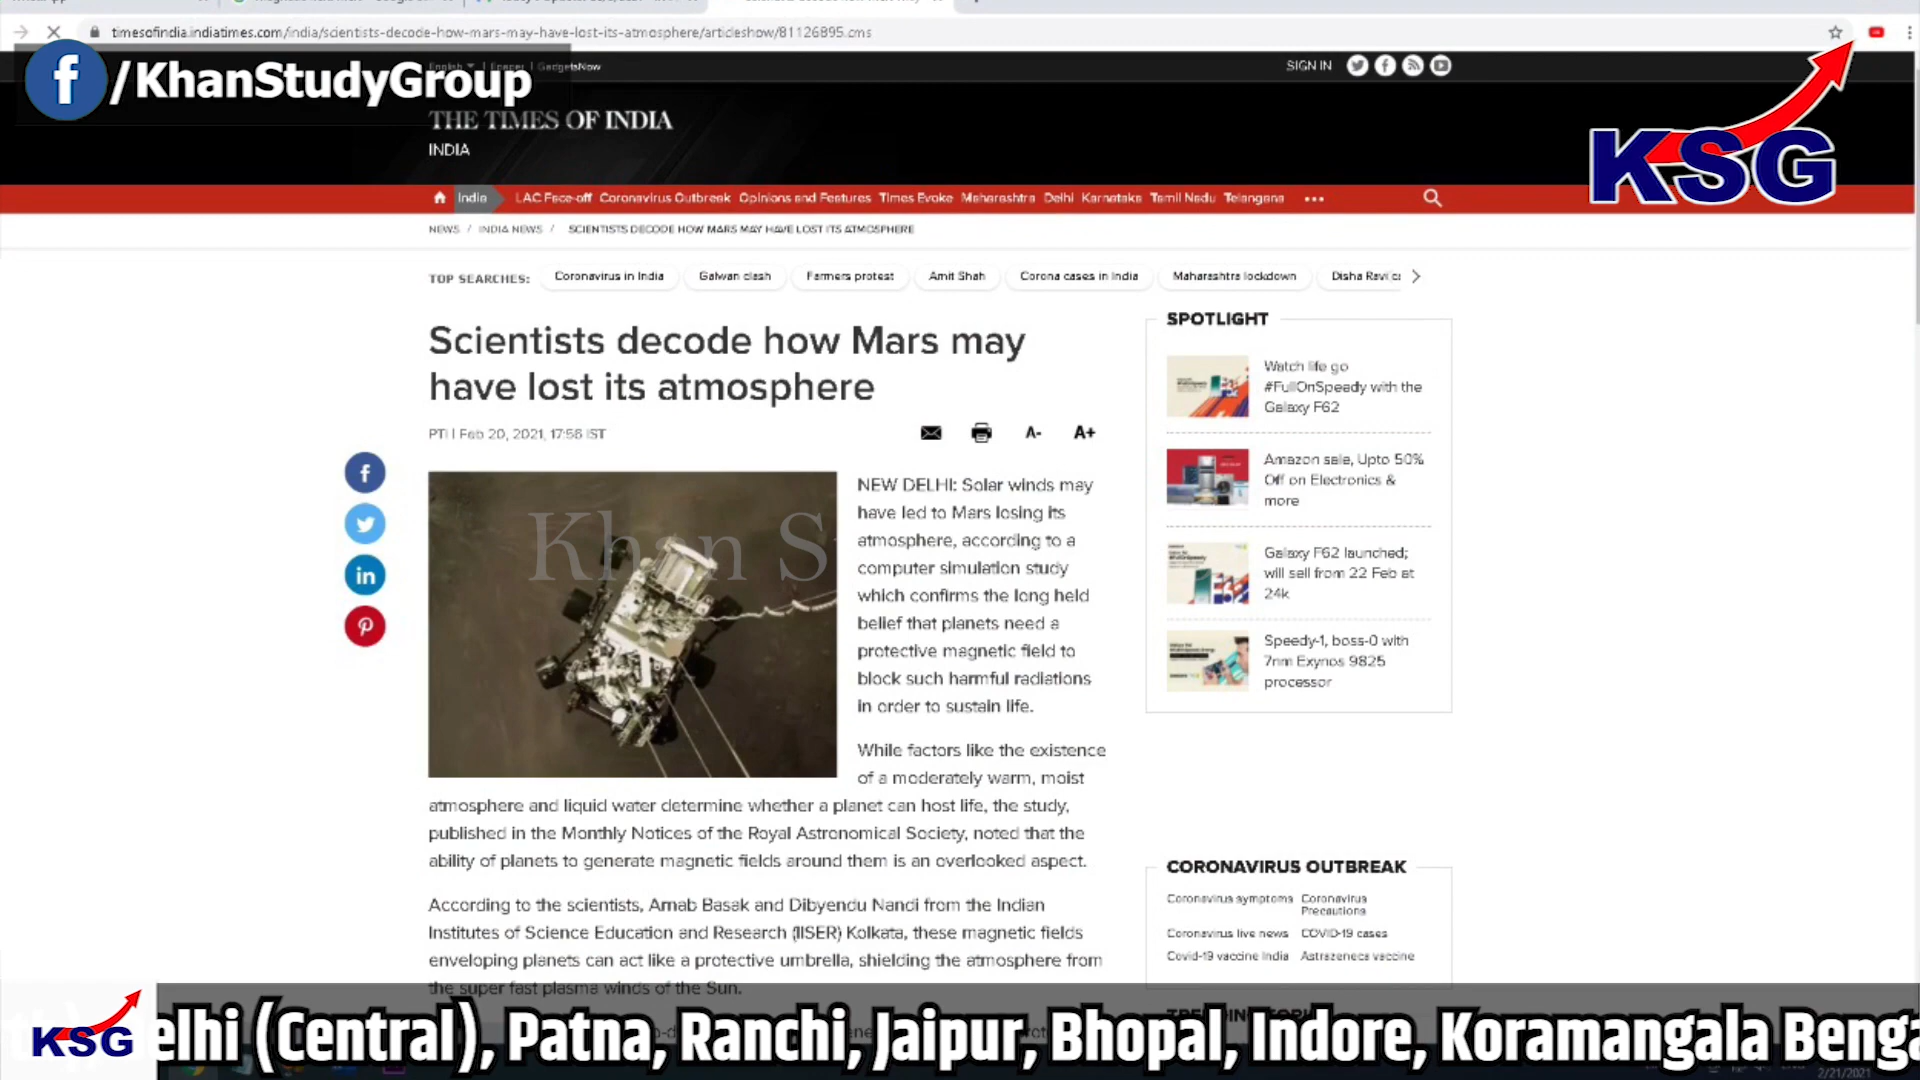 timesofindia.indiatimes.com/india/scientists-decode-how-mars-may-have-lost-its-atmosphere/articleshow/81126895.cms
/KhanStudyGroup
English | Epaper | GadgetsNow
SIGN IN
THE TIMES OF INDIA
INDIA
KSG
India LAC Face-off Coronavirus Outbreak Opinions and Features Times Evoke Maharashtra Delhi Karnataka Tamil Nadu Telangana
NEWS / INDIA NEWS / SCIENTISTS DECODE HOW MARS MAY HAVE LOST ITS ATMOSPHERE
TOP SEARCHES: Coronavirus in India Galwan clash Farmers protest Amit Shah Corona cases in India Maharashtra lockdown Disha Ravi
Scientists decode how Mars may
have lost its atmosphere
PTI | Feb 20, 2021, 17:58 IST
A- A+
Khan S
NEW DELHI: Solar winds may
have led to Mars losing its
atmosphere, according to a
computer simulation study
which confirms the long held
belief that planets need a
protective magnetic field to
block such harmful radiations
in order to sustain life.
While factors like the existence
of a moderately warm, moist
atmosphere and liquid water determine whether a planet can host life, the study,
published in the Monthly Notices of the Royal Astronomical Society, noted that the
ability of planets to generate magnetic fields around them is an overlooked aspect.
According to the scientists, Arnab Basak and Dibyendu Nandi from the Indian
Institutes of Science Education and Research (IISER) Kolkata, these magnetic fields
enveloping planets can act like a protective umbrella, shielding the atmosphere from
the super fast plasma winds of the Sun.
SPOTLIGHT
Watch life go
#FullOnSpeedy with the
Galaxy F62
Amazon sale, Upto 50%
Off on Electronics &
more
Galaxy F62 launched;
will sell from 22 Feb at
24k
Speedy-1, boss-0 with
7nm Exynos 9825
processor
CORONAVIRUS OUTBREAK
Coronavirus symptoms Coronavirus
Precautions
Coronavirus live news COVID-19 cases
Covid-19 vaccine India Astrazeneca vaccine
KSG
elhi (Central), Patna, Ranchi, Jaipur, Bhopal, Indore, Koramangala Benga
2/21/2021